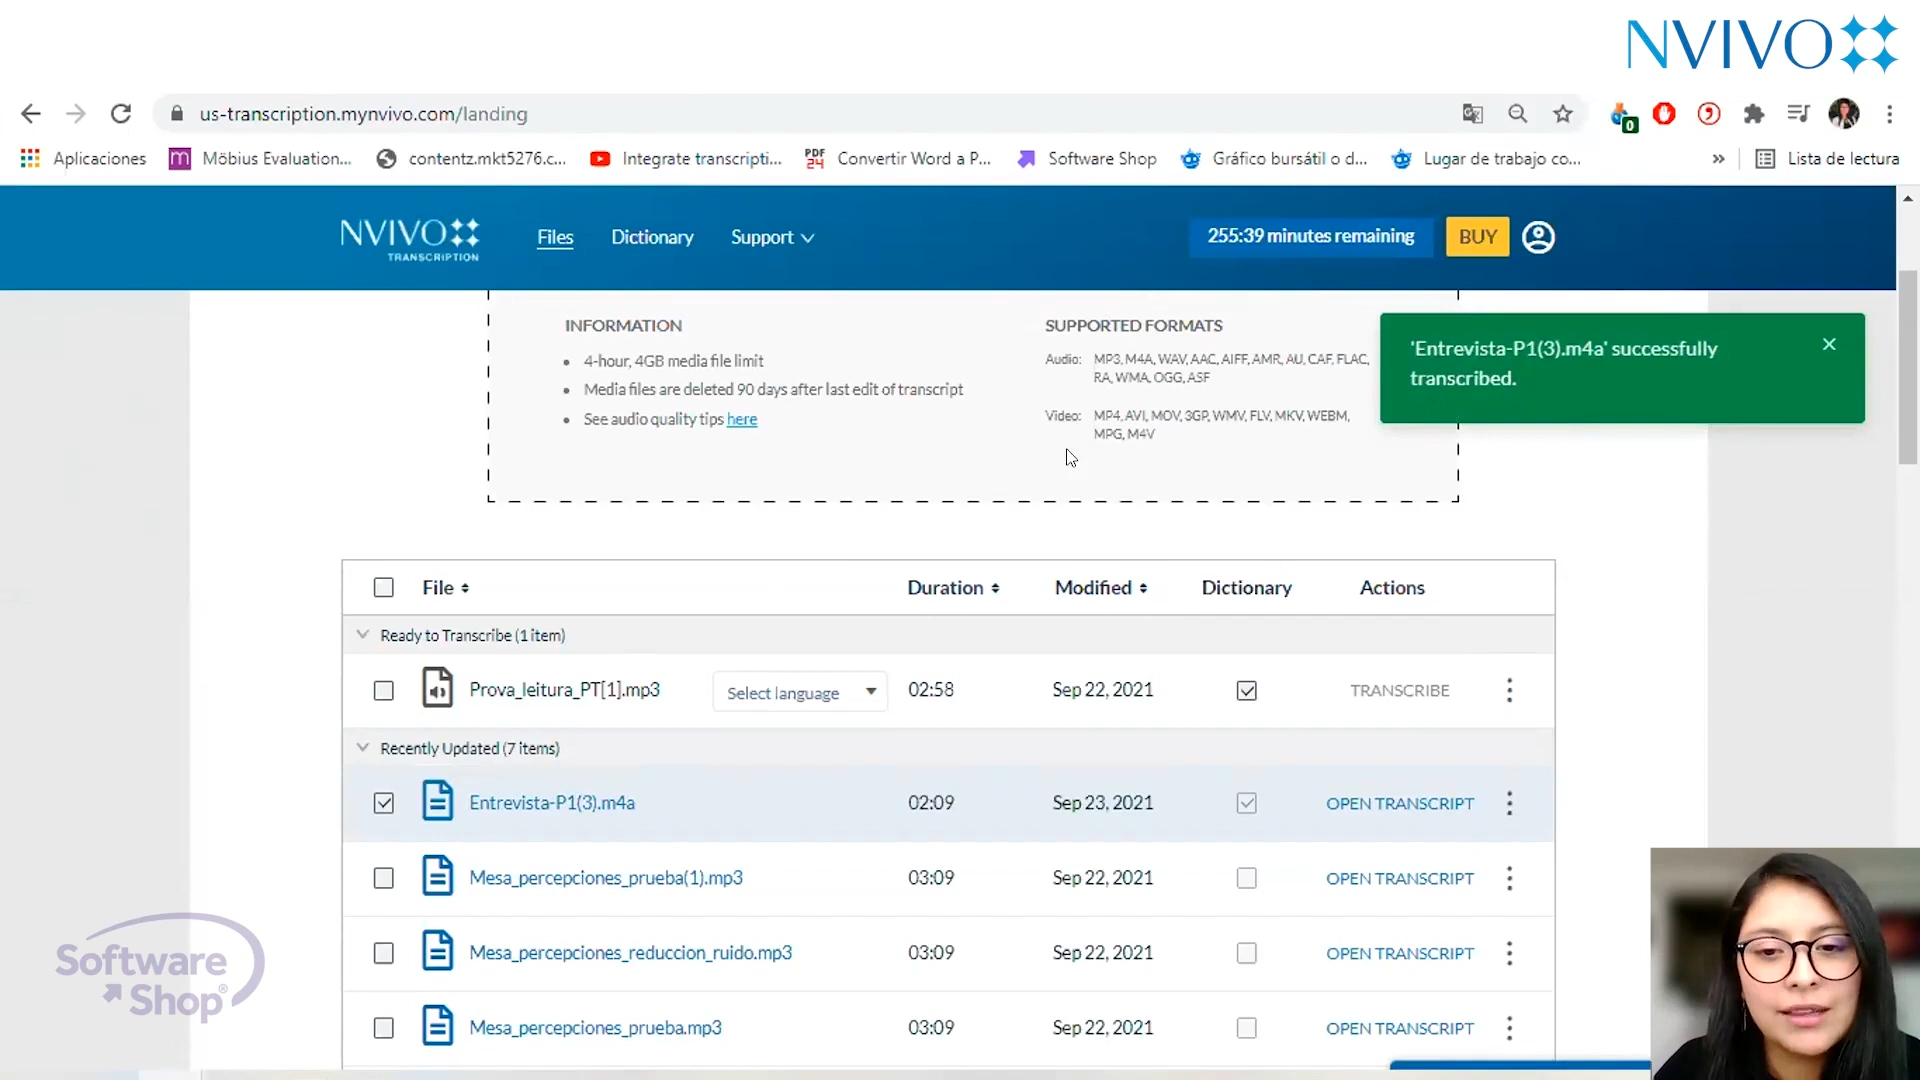 NVIVO
us-transcription.mynvivo.com/landing
0
Aplicaciones
m
Möbius Evaluation...
contentz.mkt5276.c...
Integrate transcripti...
PDF 24
Convertir Word a P...
Software Shop
Gráfico bursátil o d...
Lugar de trabajo co...
»
Lista de lectura
NVIVO
TRANSCRIPTION
Files
Dictionary
Support
255:39 minutes remaining
BUY
INFORMATION
4-hour, 4GB media file limit
Media files are deleted 90 days after last edit of transcript
See audio quality tips here
SUPPORTED FORMATS
Audio: MP3, M4A, WAV, AAC, AIFF, AMR, AU, CAF, FLAC,
RA, WMA, OGG, ASF
Video: MP4, AVI, MOV, 3GP, WMV, FLV, MKV, WEBM,
MPG, M4V
'Entrevista-P1(3).m4a' successfully
transcribed.
File Duration Modified Dictionary Actions
Ready to Transcribe (1 item)
Prova_leitura_PT[1].mp3 Select language 02:58 Sep 22, 2021 TRANSCRIBE
Recently Updated (7 items)
Entrevista-P1(3).m4a 02:09 Sep 23, 2021 OPEN TRANSCRIPT
Mesa_percepciones_prueba(1).mp3 03:09 Sep 22, 2021 OPEN TRANSCRIPT
Mesa_percepciones_reduccion_ruido.mp3 03:09 Sep 22, 2021 OPEN TRANSCRIPT
Mesa_percepciones_prueba.mp3 03:09 Sep 22, 2021 OPEN TRANSCRIPT
Software
Shop®